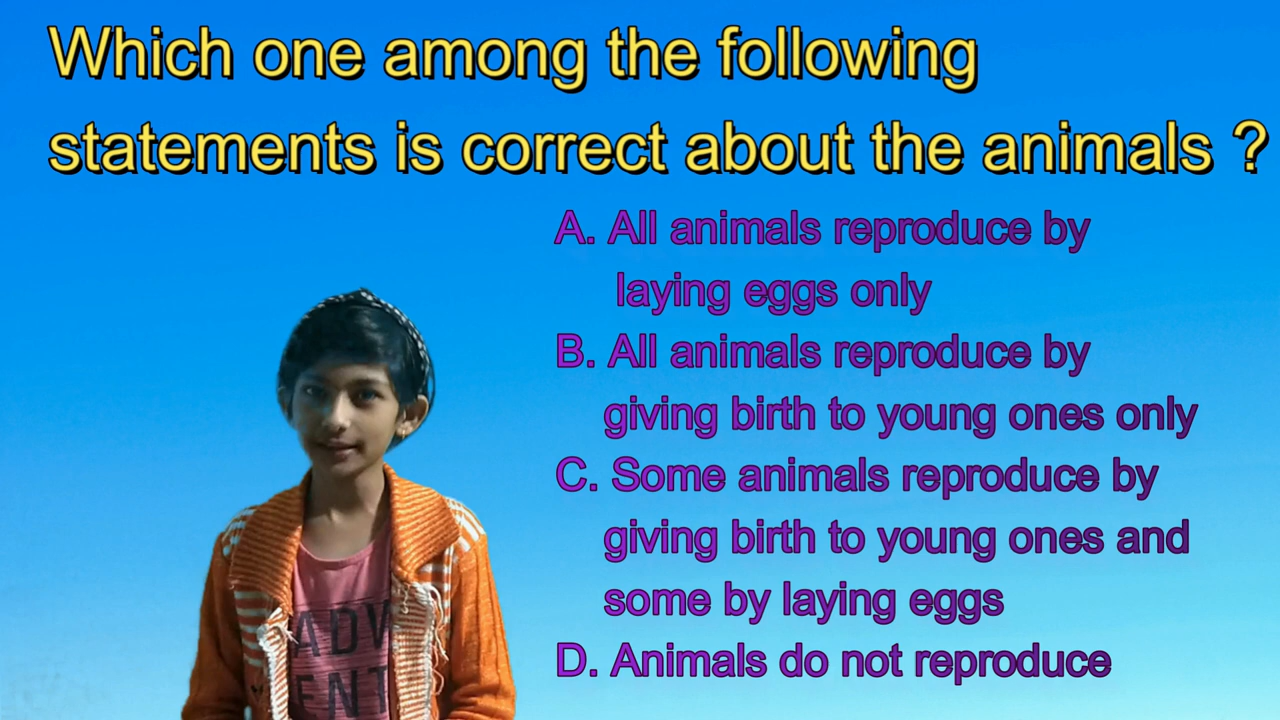 Which one among the following
statements is correct about the animals ?
A. All animals reproduce by
laying eggs only
B. All animals reproduce by
giving birth to young ones only
C. Some animals reproduce by
giving birth to young ones and
some by laying eggs
D. Animals do not reproduce
ADV
ENT